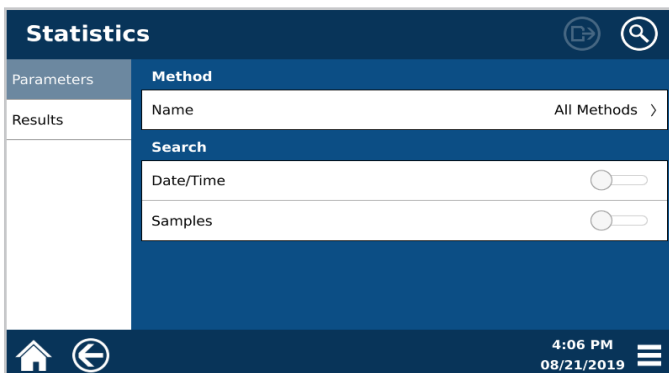 Statistics
Parameters
Results
Method
Name All Methods
Search
Date/Time
Samples
4:06 PM
08/21/2019